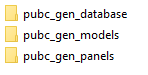 pubc_gen_database
pubc_gen_models
pubc_gen_panels